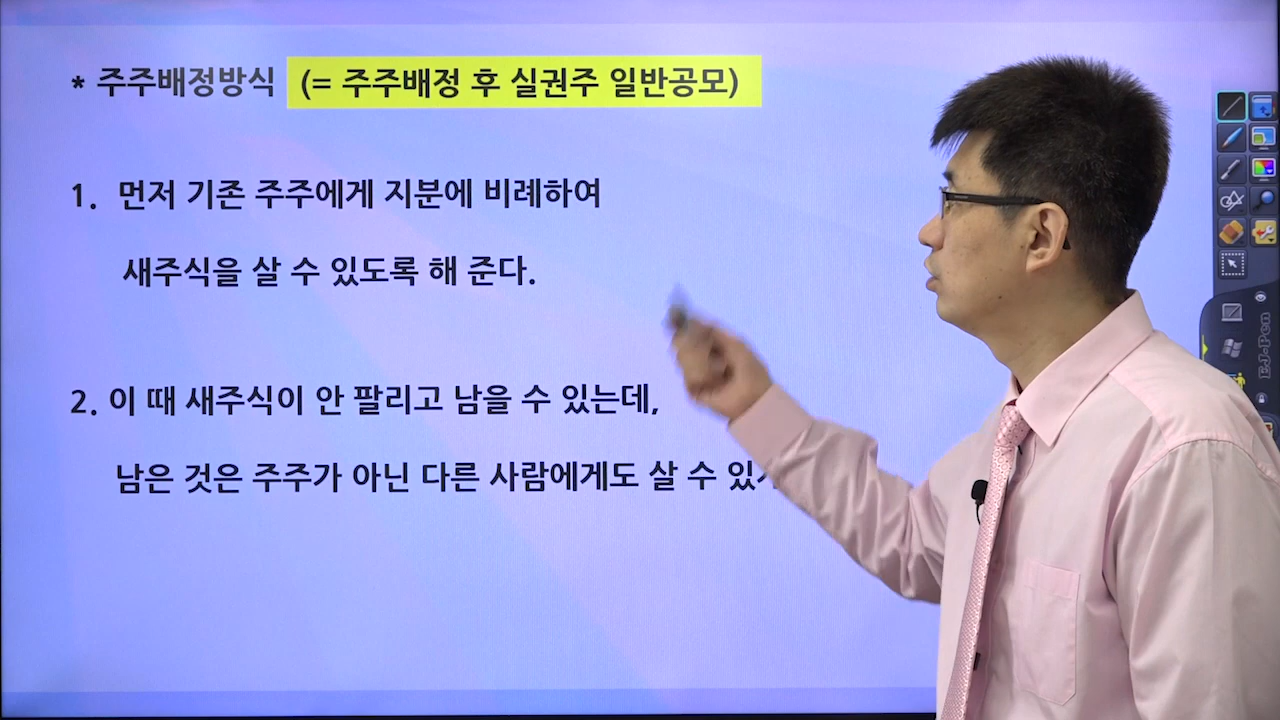 * 주주배정방식 (= 주주배정 후 실권주 일반공모)
1. 먼저 기존 주주에게 지분에 비례하여
새주식을 살 수 있도록 해 준다.
2. 이 때 새주식이 안 팔리고 남을 수 있는데,
남은 것은 주주가 아닌 다른 사람에게도 살 수
EJ-Pen